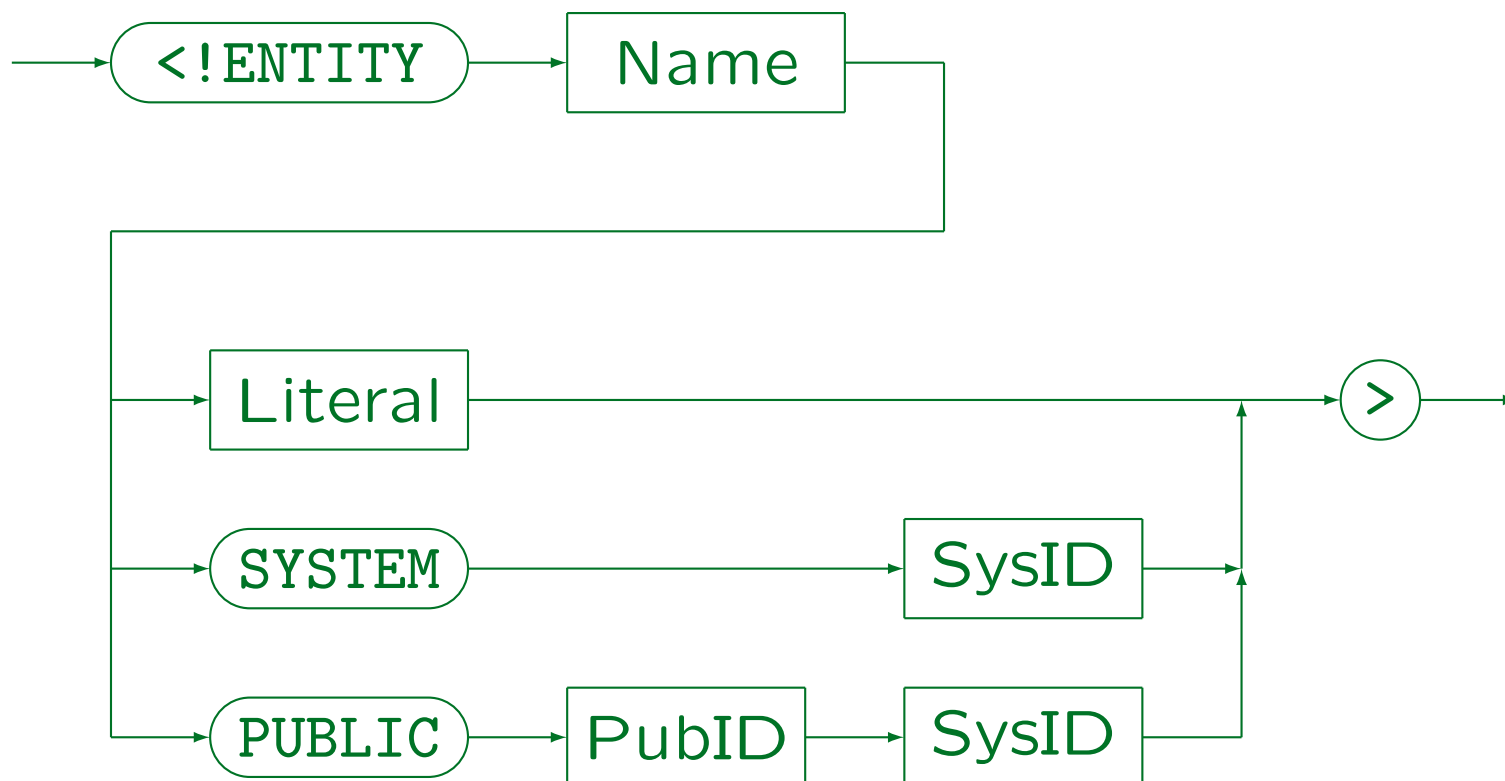 <!ENTITY Name
Literal >
SYSTEM SysID
PUBLIC PubID SysID